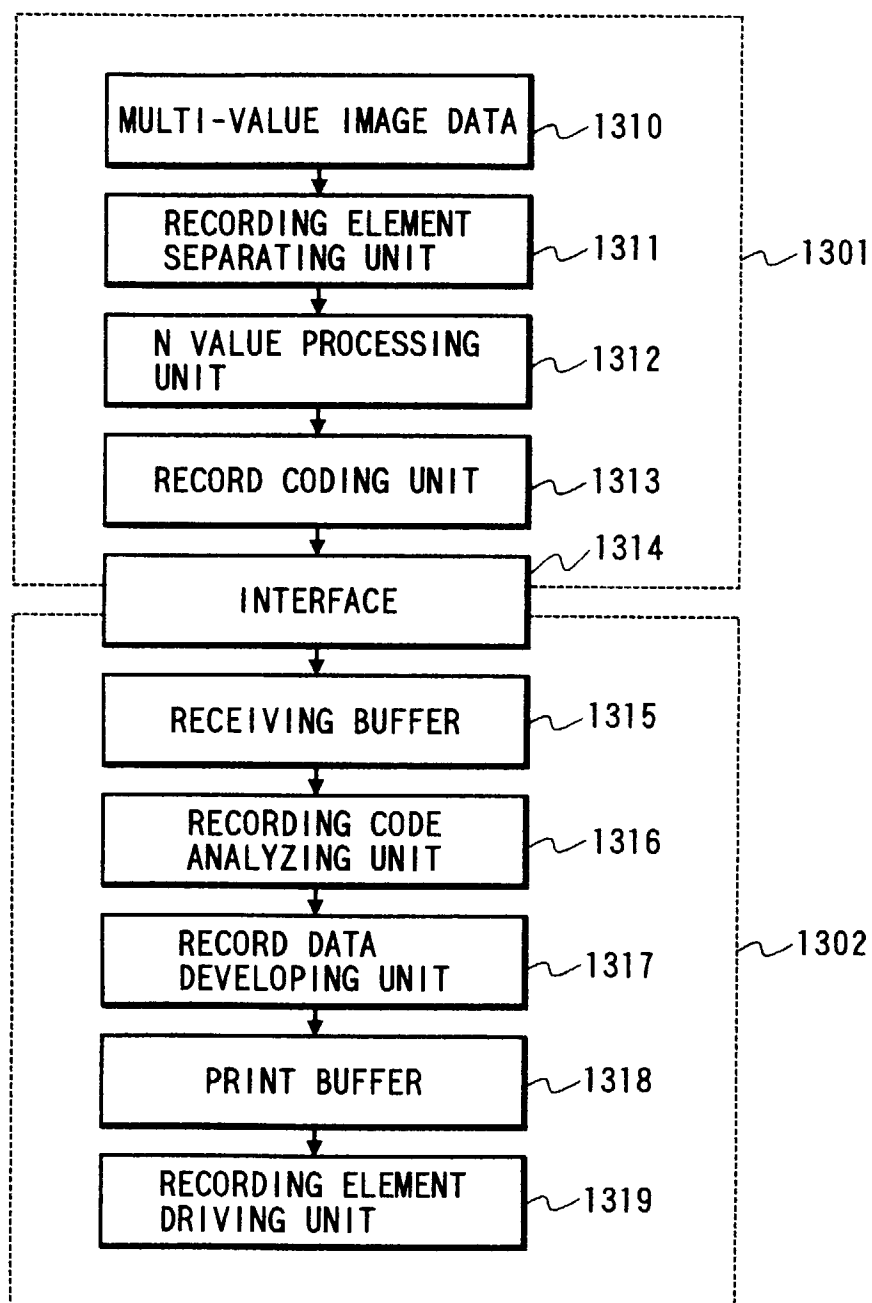 MULTI-VALUE IMAGE DATA
1310
RECORDING ELEMENT
SEPARATING UNIT
1311
1301
N VALUE PROCESSING
UNIT
1312
RECORD CODING UNIT
1313
1314
INTERFACE
RECEIVING BUFFER
1315
RECORDING CODE
ANALYZING UNIT
1316
RECORD DATA
DEVELOPING UNIT
1317
1302
PRINT BUFFER
1318
RECORDING ELEMENT
DRIVING UNIT
1319